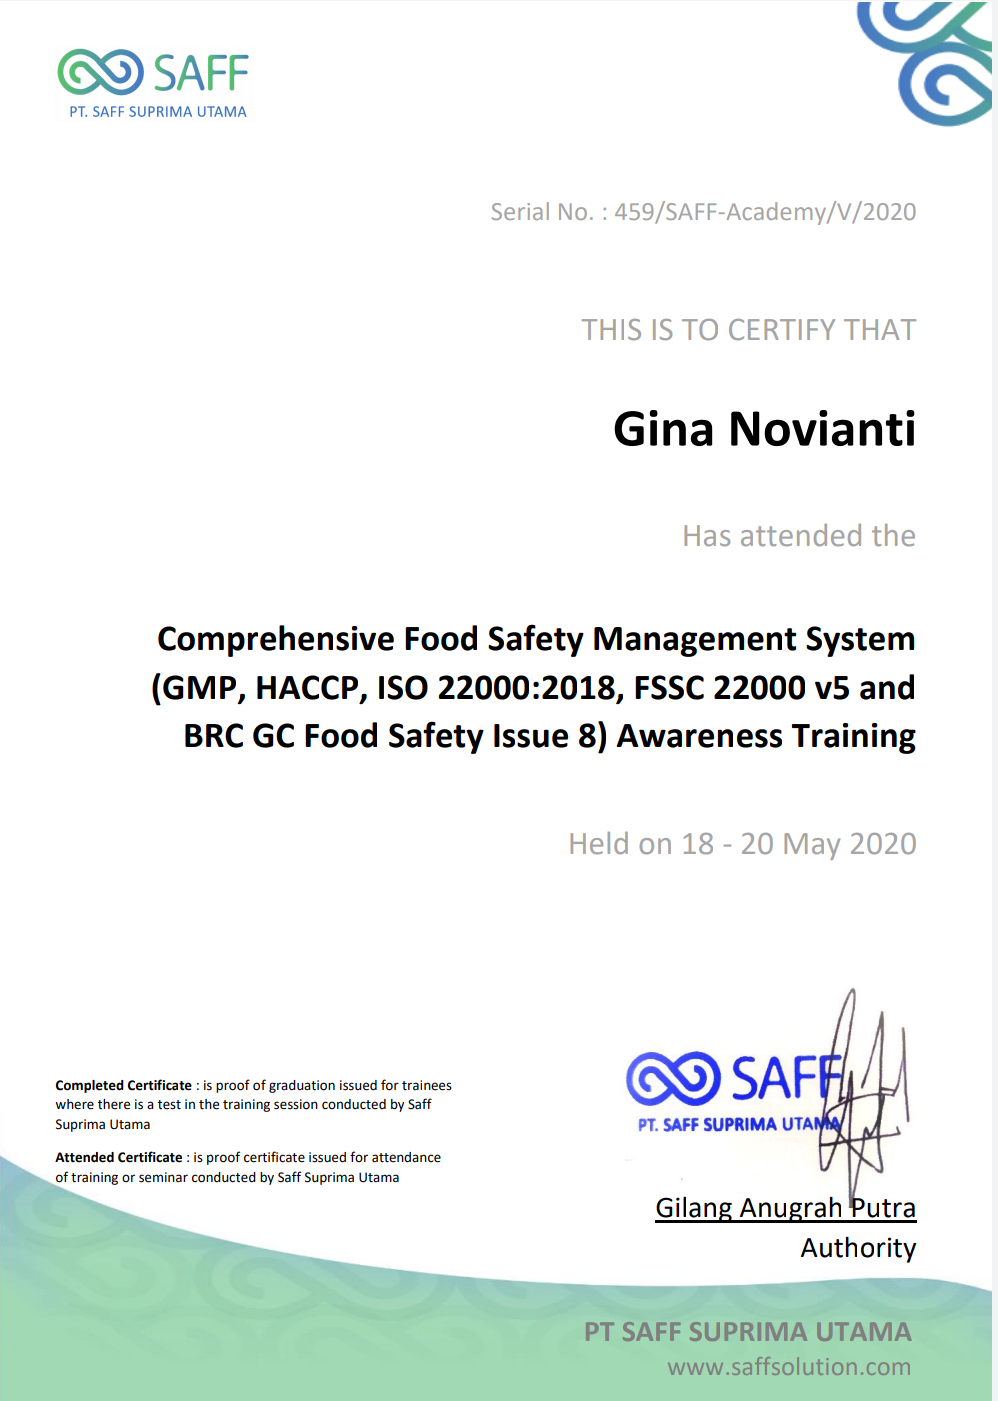 SAFF
PT. SAFF SUPRIMA UTAMA
Serial No. : 459/SAFF-Academy/V/2020
THIS IS TO CERTIFY THAT
Gina Novianti
Has attended the
Comprehensive Food Safety Management System
(GMP, HACCP, ISO 22000:2018, FSSC 22000 v5 and
BRC GC Food Safety Issue 8) Awareness Training
Held on 18 - 20 May 2020
Completed Certificate : is proof of graduation issued for trainees
where there is a test in the training session conducted by Saff
Suprima Utama
Attended Certificate : is proof certificate issued for attendance
of training or seminar conducted by Saff Suprima Utama
SAFF
PT. SAFF SUPRIMA UTAMA
Gilang Anugrah Putra
Authority
PT SAFF SUPRIMA UTAMA
www.saffsolution.com